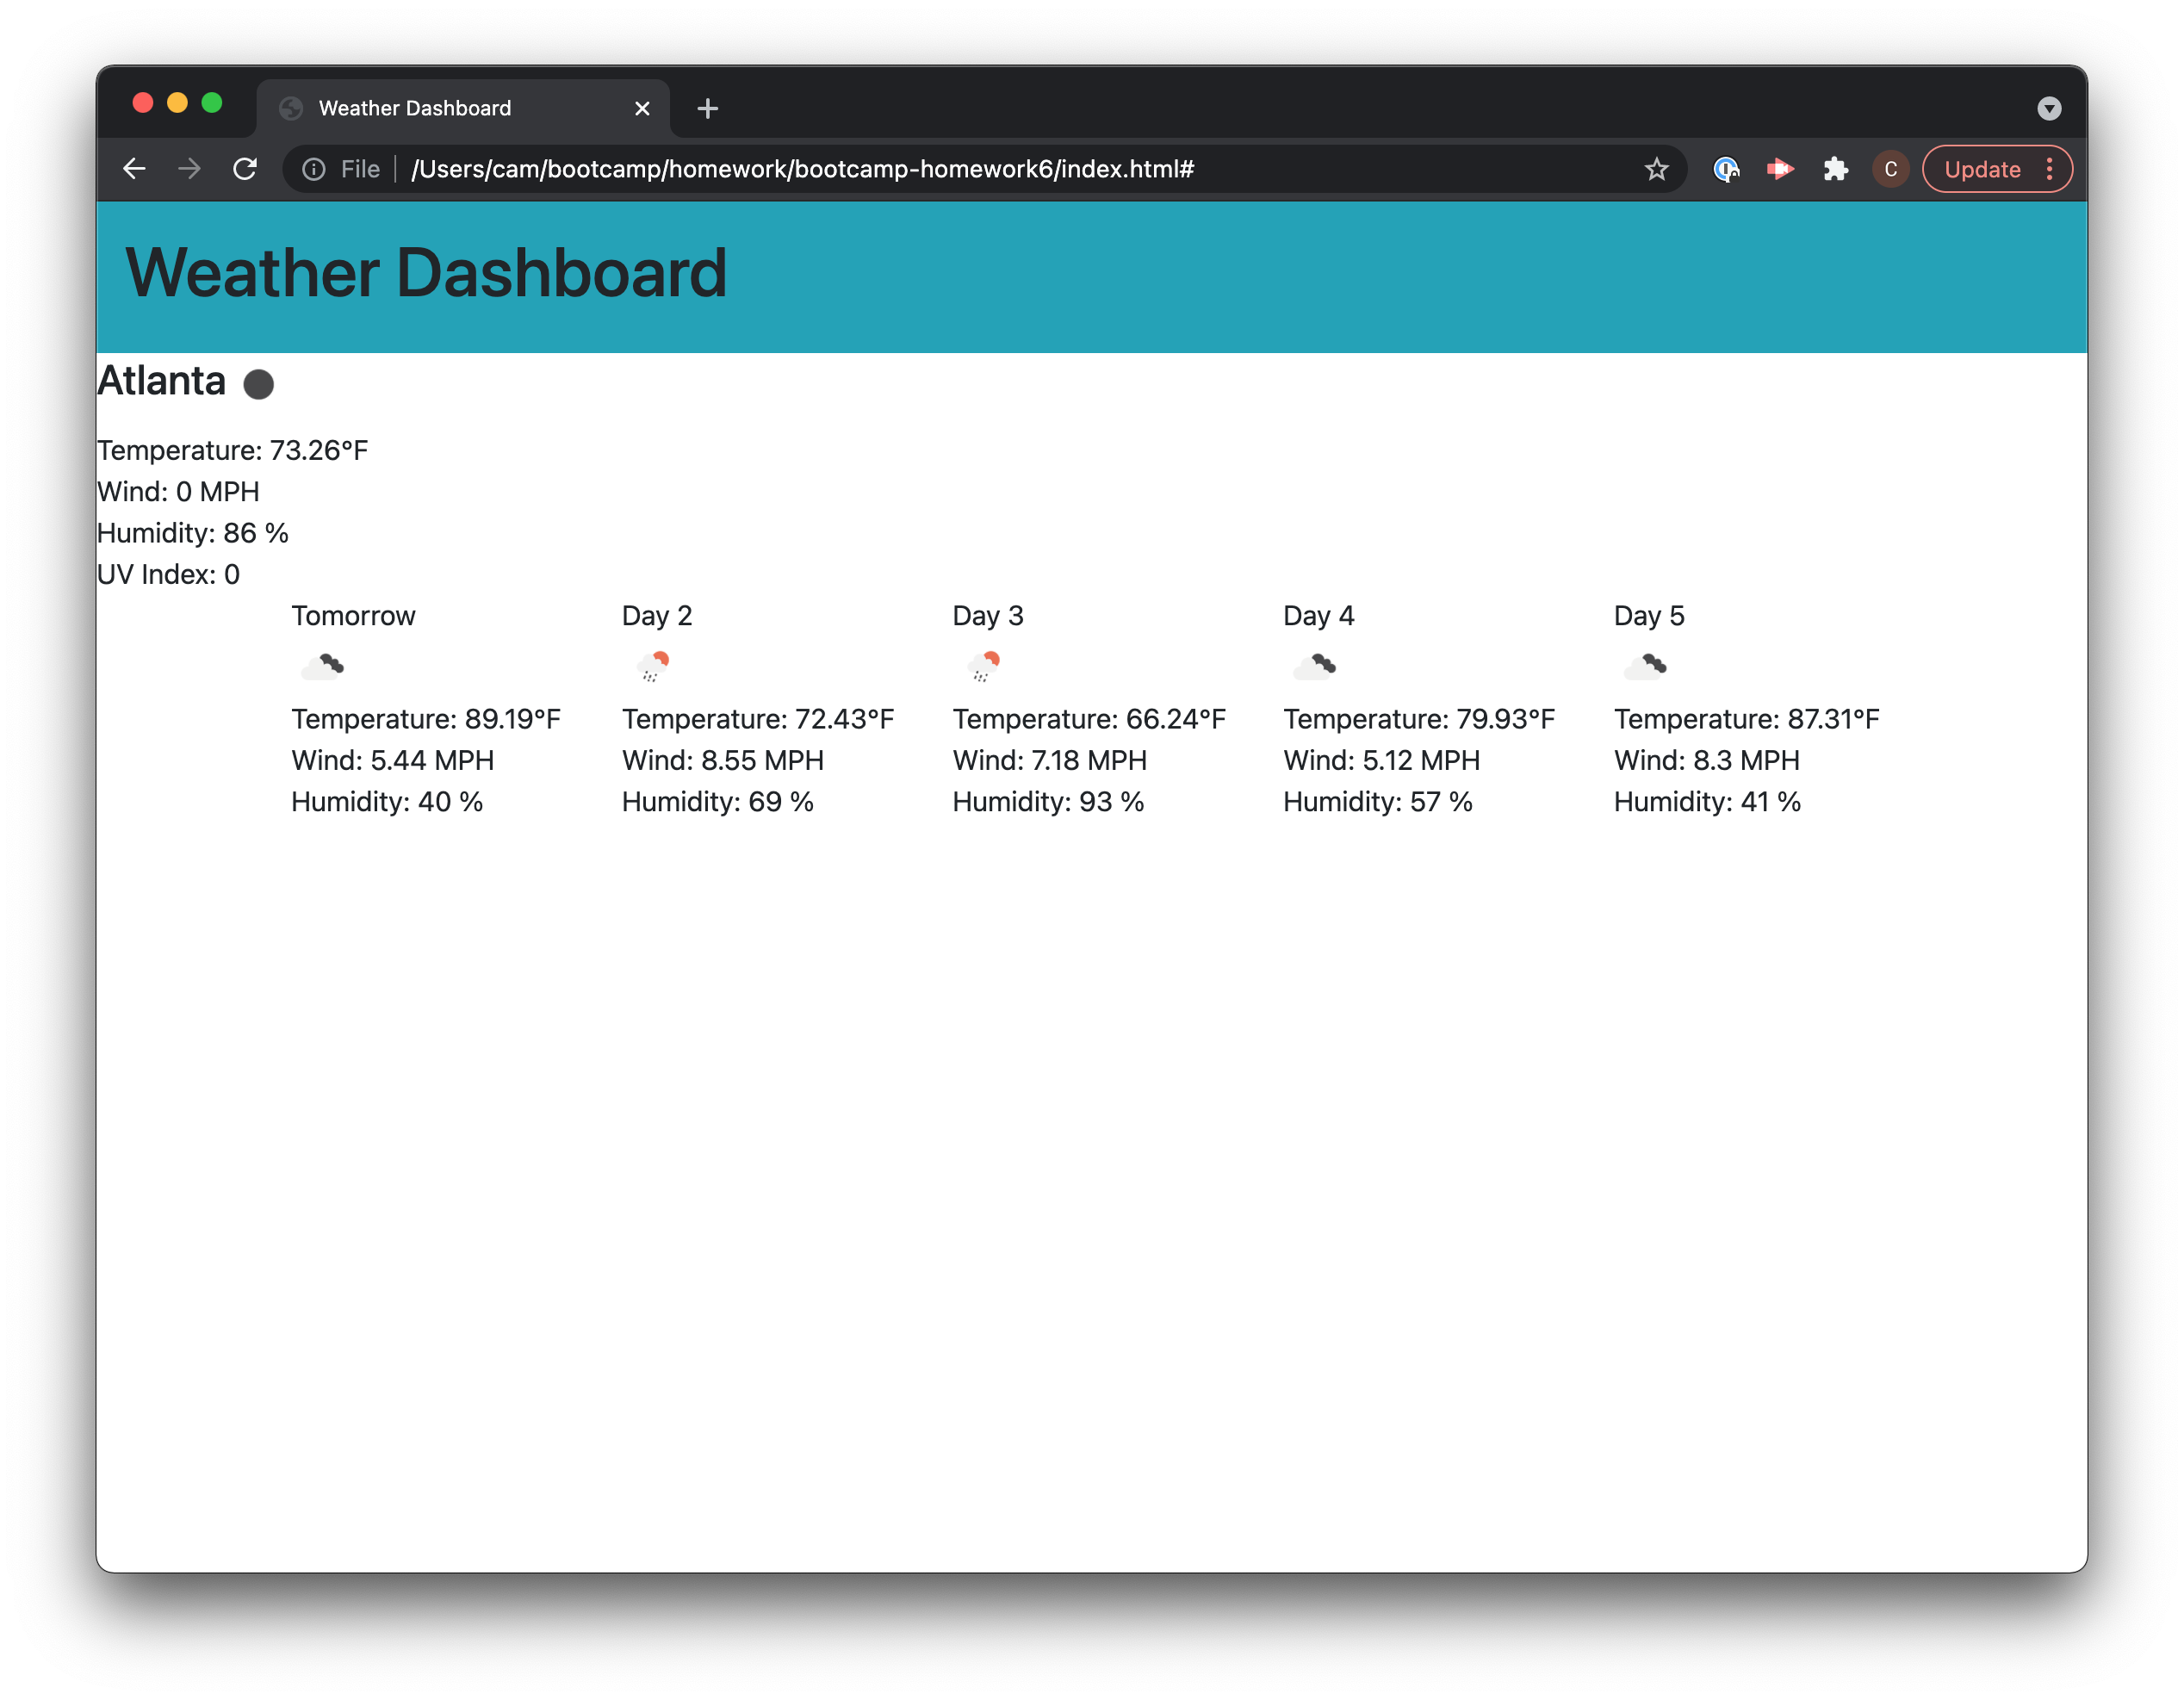 Weather Dashboard
File /Users/cam/bootcamp/homework/bootcamp-homework6/index.html# C Update
Weather Dashboard
Atlanta
Temperature: 73.26°F
Wind: 0 MPH
Humidity: 86 %
UV Index: 0
Tomorrow Day 2 Day 3 Day 4 Day 5
Temperature: 89.19°F Temperature: 72.43°F Temperature: 66.24°F Temperature: 79.93°F Temperature: 87.31°F
Wind: 5.44 MPH Wind: 8.55 MPH Wind: 7.18 MPH Wind: 5.12 MPH Wind: 8.3 MPH
Humidity: 40 % Humidity: 69 % Humidity: 93 % Humidity: 57 % Humidity: 41 %